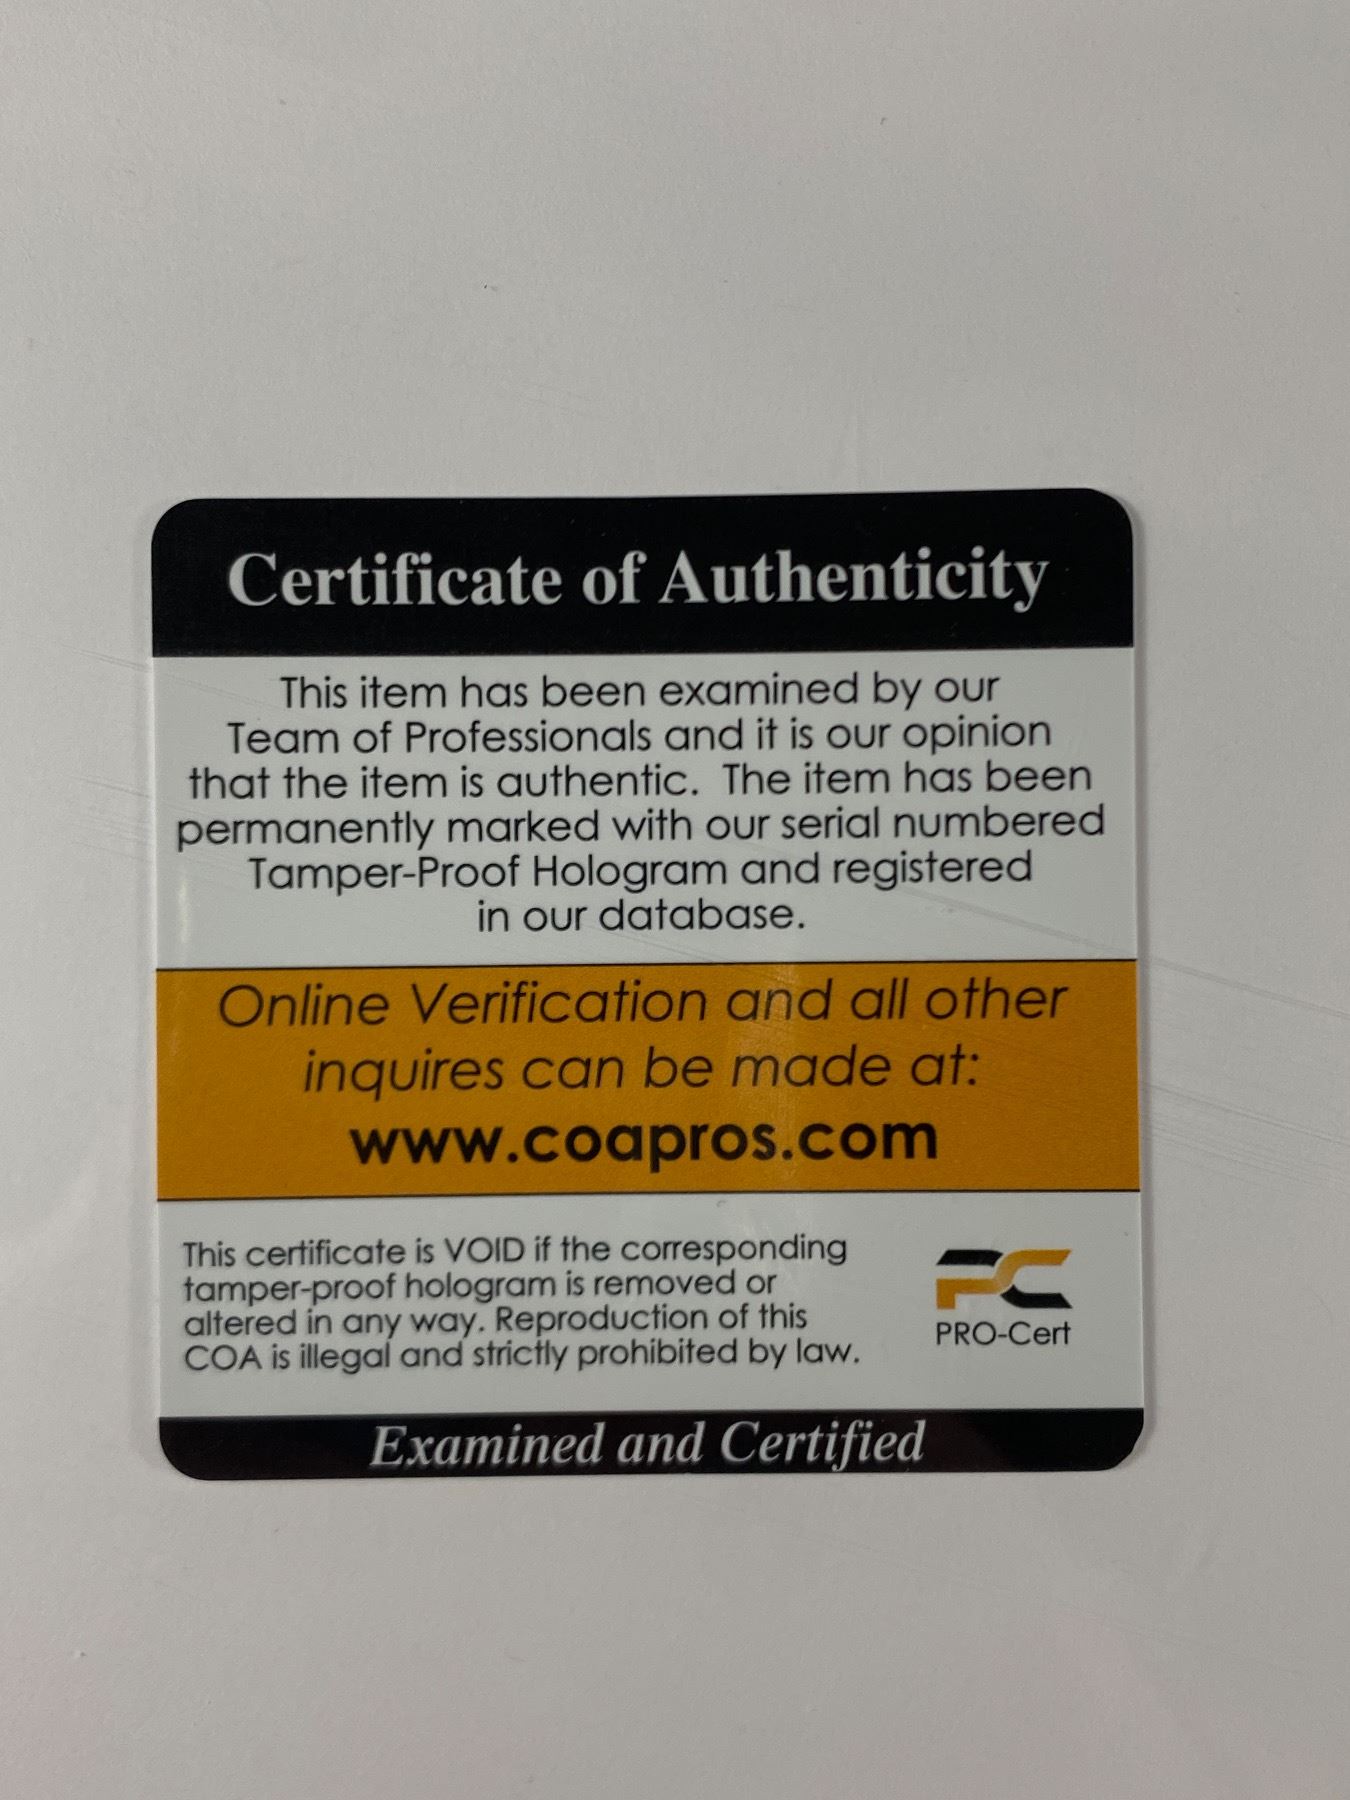 Certificate of Authenticity
This item has been examined by our
Team of Professionals and it is our opinion
that the item is authentic. The item has been
permanently marked with our serial numbered
Tamper-Proof Hologram and registered
in our database.
Online Verification and all other
inquires can be made at:
www.coapros.com
This certificate is VOID if the corresponding
tamper-proof hologram is removed or
altered in any way. Reproduction of this
COA is illegal and strictly prohibited by law.
PC
PRO-Cert
Examined and Certified